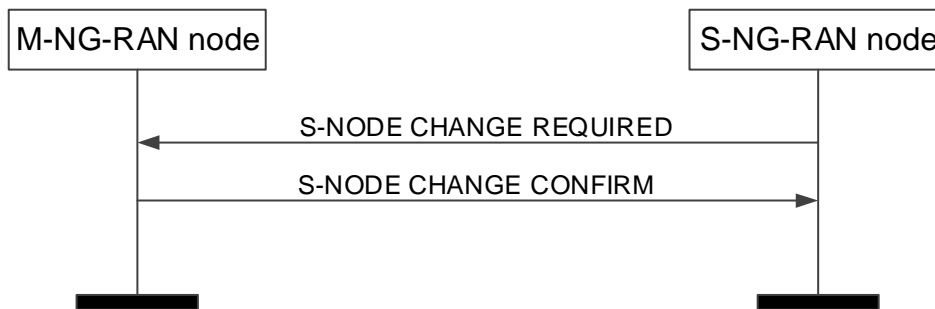 M-NG-RAN node
S-NG-RAN node
S-NODE CHANGE REQUIRED
S-NODE CHANGE CONFIRM